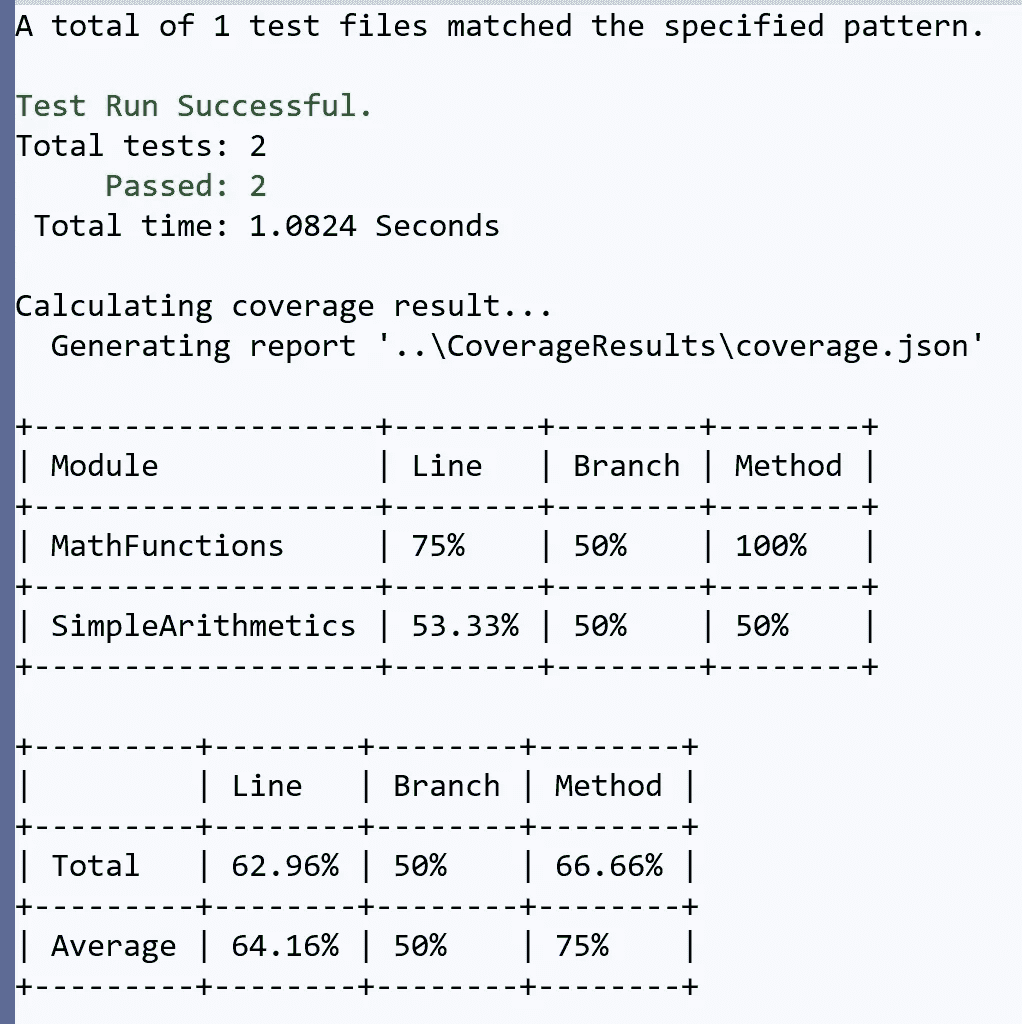 A total of 1 test files matched the specified pattern.
Test Run Successful.
Total tests: 2
     Passed: 2
 Total time: 1.0824 Seconds
Calculating coverage result...
  Generating report '..\CoverageResults\coverage.json'
+-------------------+--------+--------+--------+
| Module            | Line   | Branch | Method |
+-------------------+--------+--------+--------+
| MathFunctions     | 75%    | 50%    | 100%   |
+-------------------+--------+--------+--------+
| SimpleArithmetics | 53.33% | 50%    | 50%    |
+-------------------+--------+--------+--------+
+---------+--------+--------+--------+
|         | Line   | Branch | Method |
+---------+--------+--------+--------+
| Total   | 62.96% | 50%    | 66.66% |
+---------+--------+--------+--------+
| Average | 64.16% | 50%    | 75%    |
+---------+--------+--------+--------+